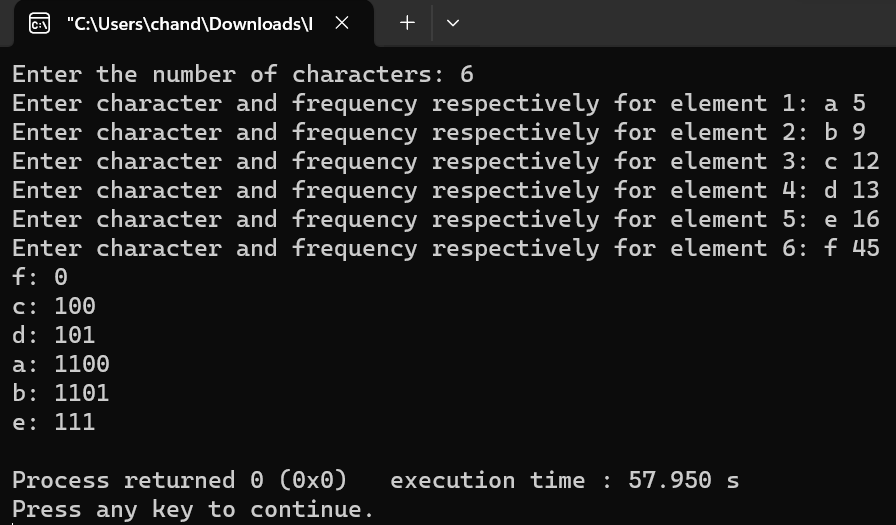 "C:\Users\chand\Downloads\I
Enter the number of characters: 6
Enter character and frequency respectively for element 1: a 5
Enter character and frequency respectively for element 2: b 9
Enter character and frequency respectively for element 3: c 12
Enter character and frequency respectively for element 4: d 13
Enter character and frequency respectively for element 5: e 16
Enter character and frequency respectively for element 6: f 45
f: 0
c: 100
d: 101
a: 1100
b: 1101
e: 111
Process returned 0 (0x0)   execution time : 57.950 s
Press any key to continue.